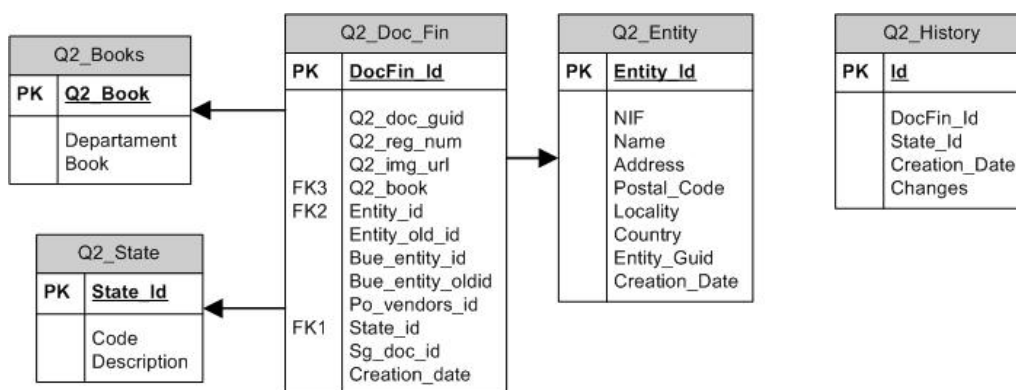 Q2_Books
PK Q2_Book
Departament
Book
Q2_State
PK State_Id
Code
Description
Q2_Doc_Fin
PK DocFin_Id
Q2_doc_guid
Q2_reg_num
Q2_img_url
FK3 Q2_book
FK2 Entity_id
Entity_old_id
Bue_entity_id
Bue_entity_oldid
Po_vendors_id
FK1 State_id
Sg_doc_id
Creation_date
Q2_Entity
PK Entity_Id
NIF
Name
Address
Postal_Code
Locality
Country
Entity_Guid
Creation_Date
Q2_History
PK Id
DocFin_Id
State_Id
Creation_Date
Changes